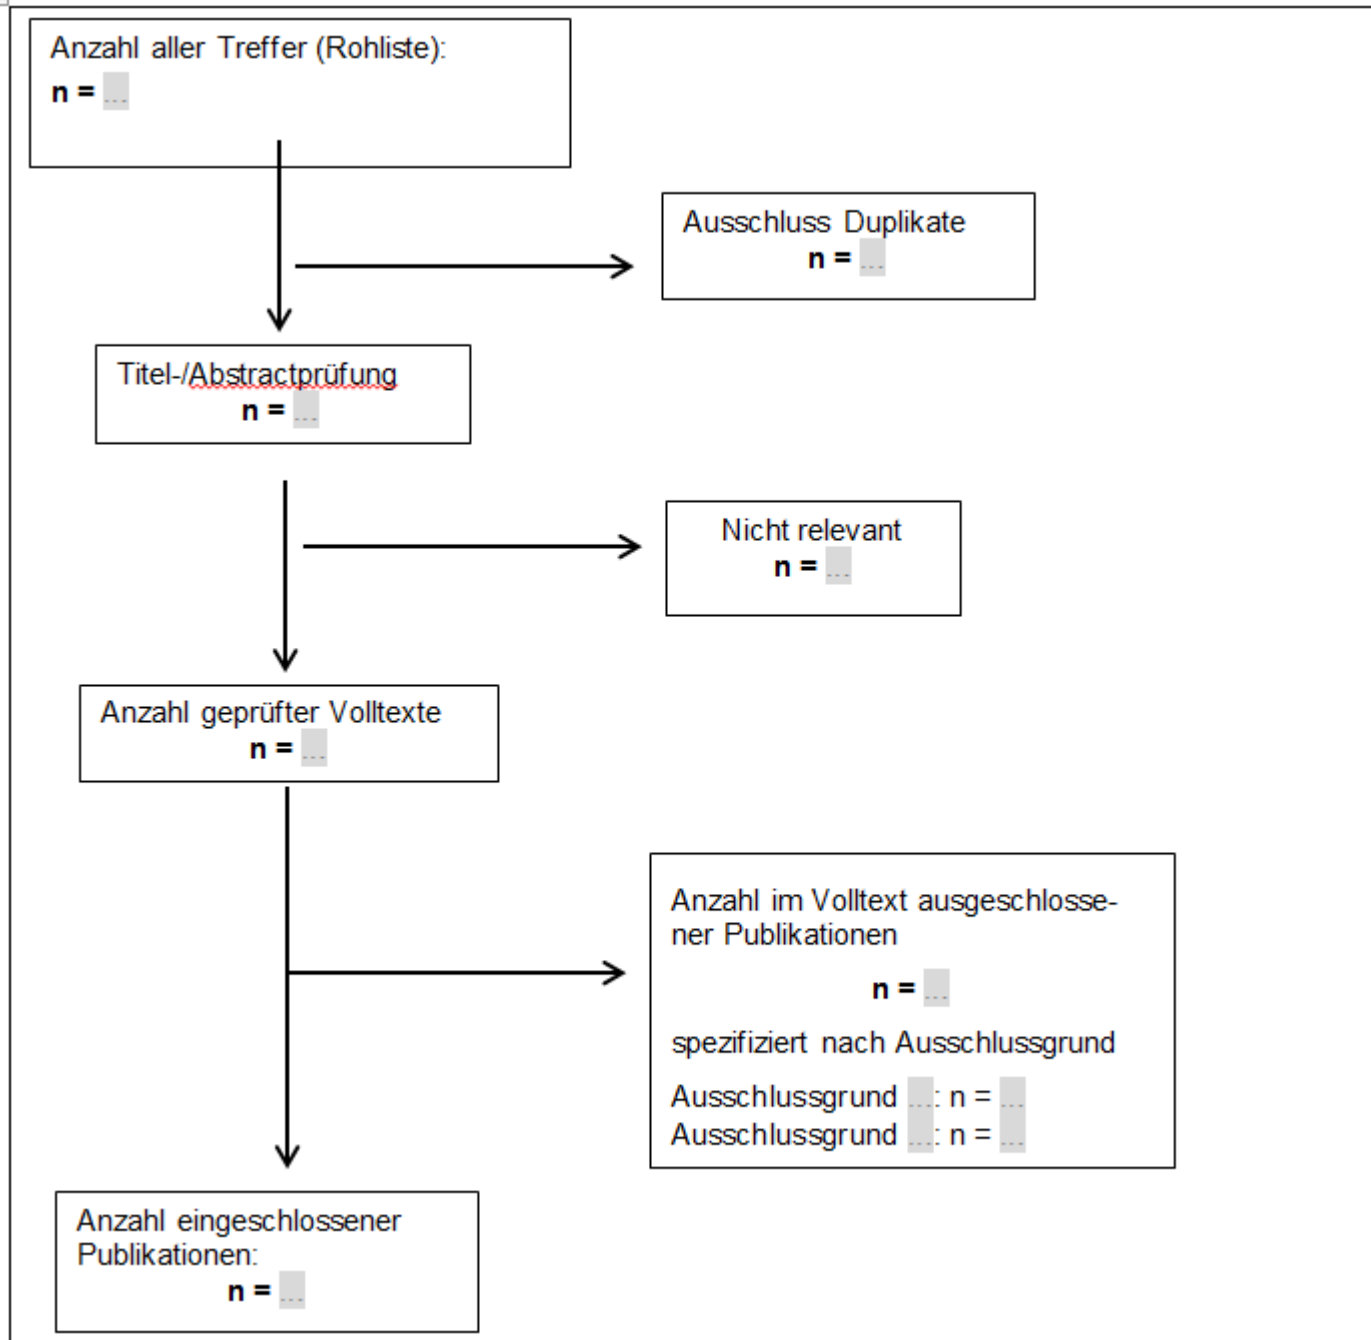 Anzahl aller Treffer (Rohliste):
n = ...
Ausschluss Duplikate
n = ...
Titel-/Abstractprüfung
n = ...
Nicht relevant
n = ...
Anzahl geprüfter Volltexte
n = ...
Anzahl im Volltext ausgeschlosse-
ner Publikationen
n = ...
spezifiziert nach Ausschlussgrund
Ausschlussgrund ...: n = ...
Ausschlussgrund ...: n = ...
Anzahl eingeschlossener
Publikationen:
n = ...